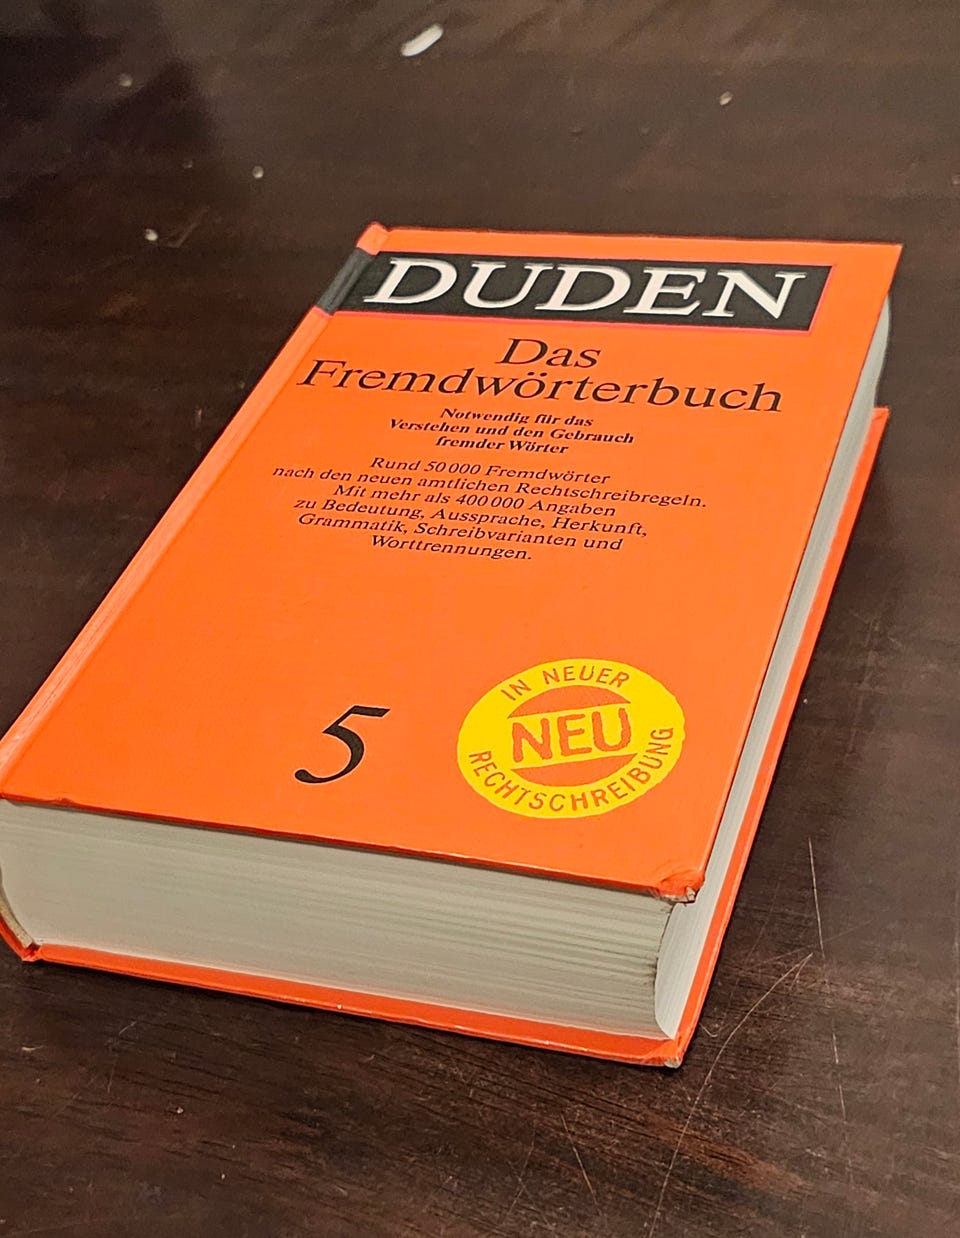 DUDEN
Das
Fremdwörterbuch
Notwendig für das
Verstehen und den Gebrauch
fremder Wörter
Rund 50 000 Fremdwörter
nach den neuen amtlichen Rechtschreibregeln.
Mit mehr als 400 000 Angaben
zu Bedeutung, Aussprache, Herkunft,
Grammatik, Schreibvarianten und
Worttrennungen.
5
IN NEUER
NEU
RECHTSCHREIBUNG